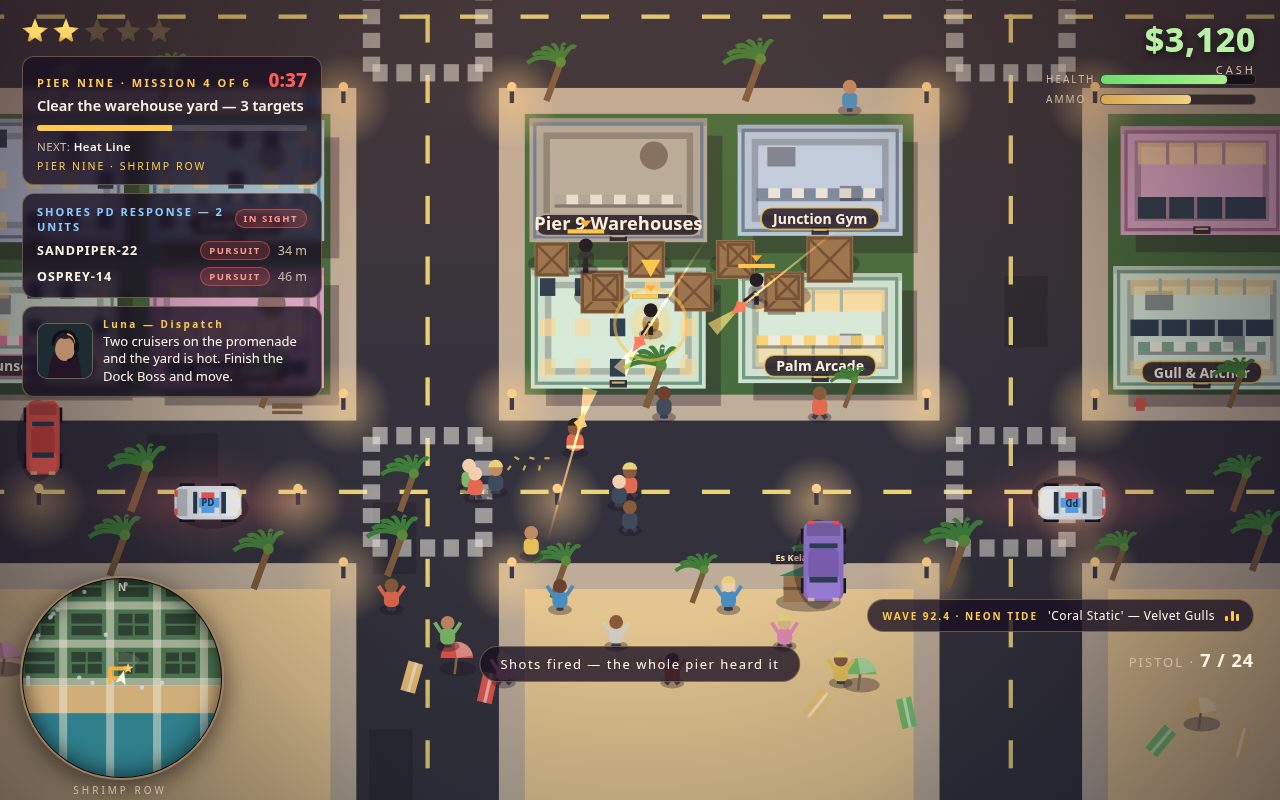 PIER NINE · MISSION 4 OF 6 0:37
Clear the warehouse yard — 3 targets
NEXT: Heat Line
PIER NINE · SHRIMP ROW
SHORES PD RESPONSE — 2
UNITS
IN SIGHT
SANDPIPER-22 PURSUIT 34 m
OSPREY-14 PURSUIT 46 m
Luna — Dispatch
Two cruisers on the promenade
and the yard is hot. Finish the
Dock Boss and move.
$3,120
CASH
HEALTH
AMMO
Pier 9 Warehouses
Junction Gym
Palm Arcade
Gull & Anchor
PD
PD
Es Kela
WAVE 92.4 · NEON TIDE 'Coral Static' — Velvet Gulls
Shots fired — the whole pier heard it
PISTOL · 7 / 24
N
SHRIMP ROW